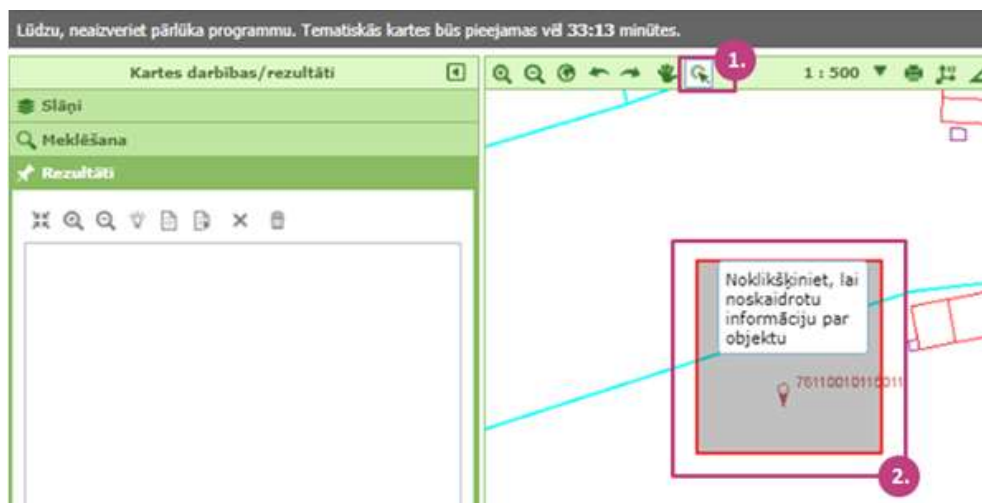 Lūdzu, neaizveriet pārlūka programmu. Tematiskās kartes būs pieejamas vēl 33:13 minūtes.
Kartes darbības/rezultāti
Slāņi
Meklēšana
Rezultāti
1.
1 : 500
Noklikšķiniet, lai
noskaidrotu
informāciju par
objektu
2.